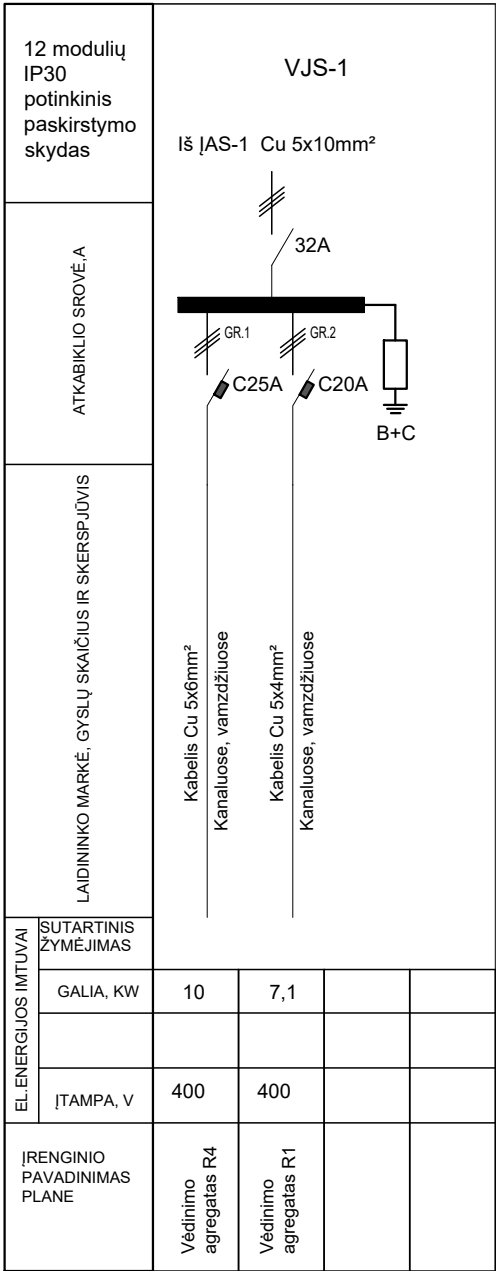 12 modulių
IP30
potinkinis
paskirstymo
skydas
VJS-1
Iš ĮAS-1 Cu 5x10mm²
32A
ATKABIKLIO SROVĖ,A
GR.1
GR.2
C25A
C20A
B+C
LAIDININKO MARKĖ, GYSLŲ SKAIČIUS IR SKERSPJŪVIS
Kabelis Cu 5x6mm²
Kanaluose, vamzdžiuose
Kabelis Cu 5x4mm²
Kanaluose, vamzdžiuose
EL.ENERGIJOS IMTUVAI
SUTARTINIS
ŽYMĖJIMAS
GALIA, KW
10
7,1
ĮTAMPA, V
400
400
ĮRENGINIO
PAVADINIMAS
PLANE
Vėdinimo
agregatas R4
Vėdinimo
agregatas R1